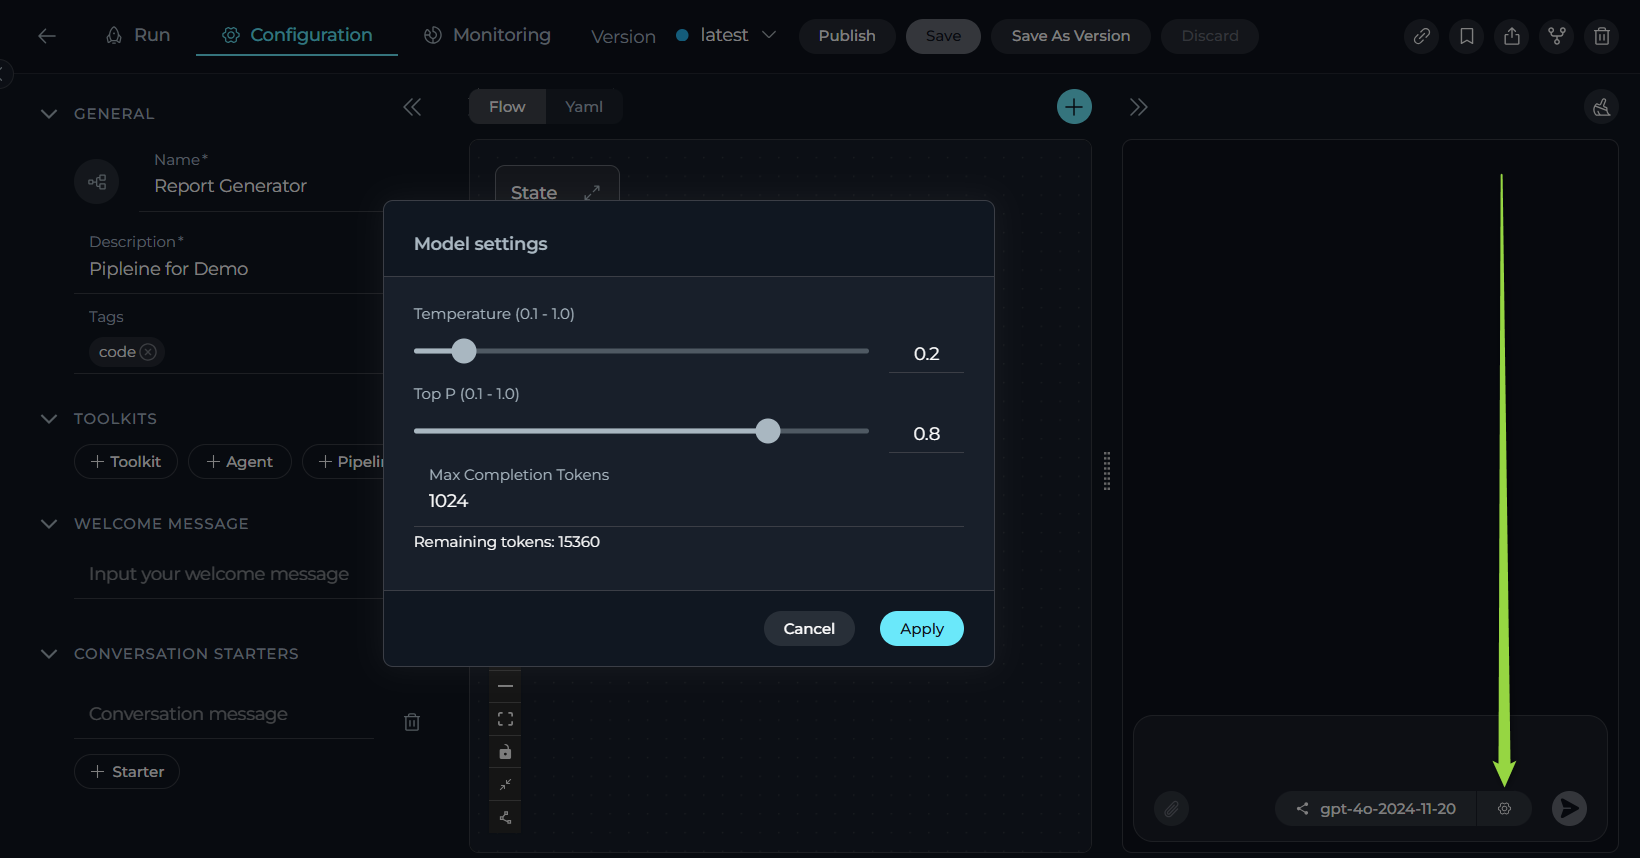 Run
Configuration
Monitoring
Version
latest
Publish
Save
Save As Version
Discard
GENERAL
Name*
Report Generator
Description*
Pipleine for Demo
Tags
code
TOOLKITS
Toolkit
Agent
Pipelin
WELCOME MESSAGE
Input your welcome message
CONVERSATION STARTERS
Conversation message
Starter
Flow
Yaml
State
Model settings
Temperature (0.1 - 1.0)
0.2
Top P (0.1 - 1.0)
0.8
Max Completion Tokens
1024
Remaining tokens: 15360
Cancel
Apply
gpt-4o-2024-11-20